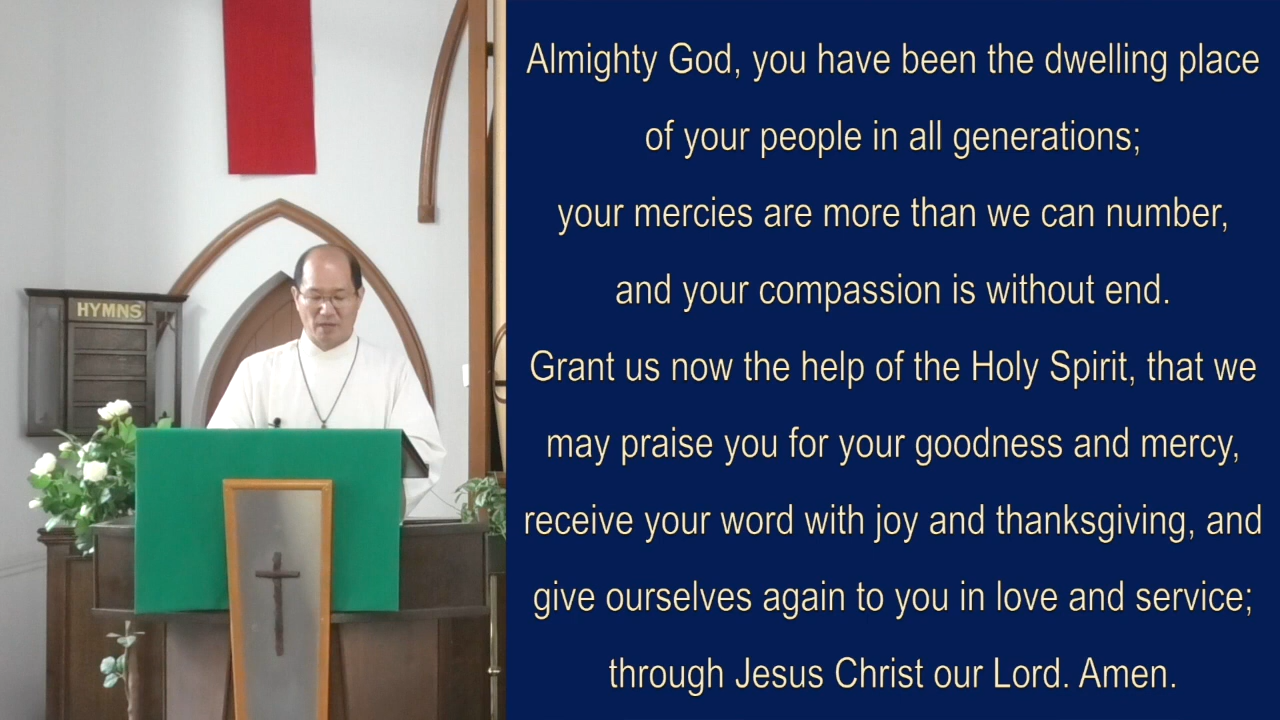 HYMNS
Almighty God, you have been the dwelling place
of your people in all generations;
your mercies are more than we can number,
and your compassion is without end.
Grant us now the help of the Holy Spirit, that we
may praise you for your goodness and mercy,
receive your word with joy and thanksgiving, and
give ourselves again to you in love and service;
through Jesus Christ our Lord. Amen.